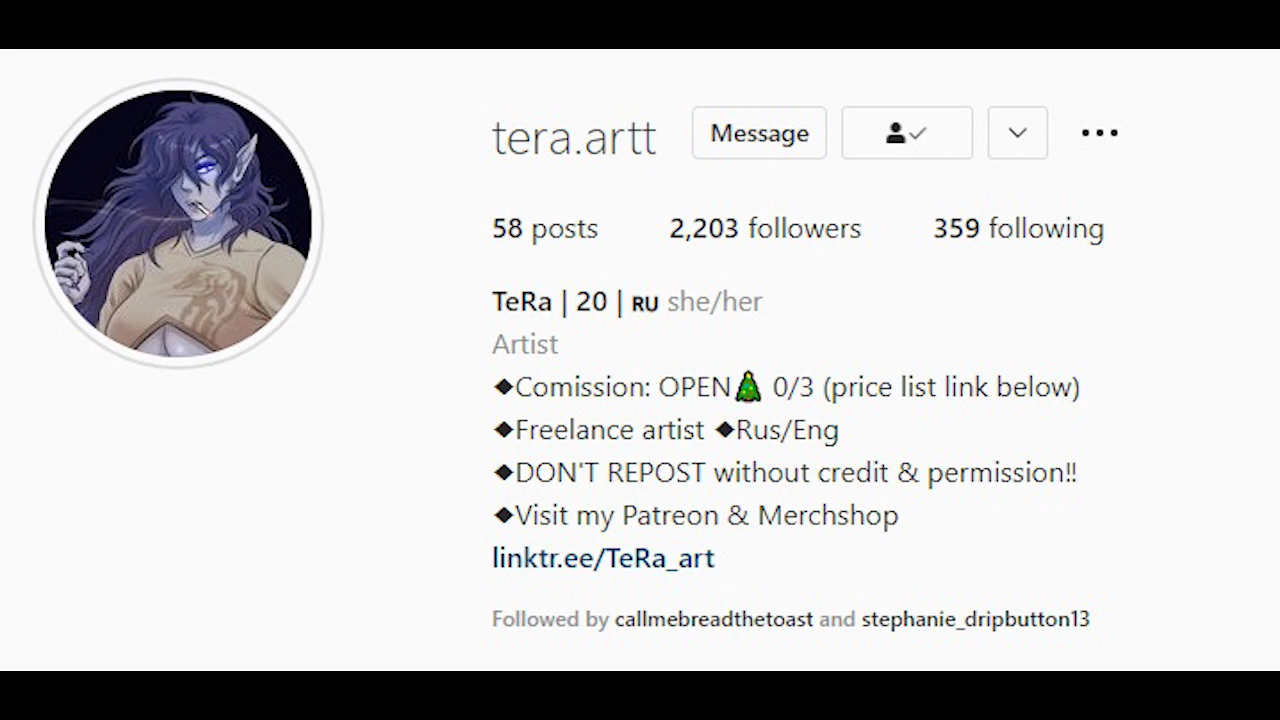 tera.artt Message
58 posts 2,203 followers 359 following
TeRa | 20 | RU she/her
Artist
◆Comission: OPEN🎄 0/3 (price list link below)
◆Freelance artist ◆Rus/Eng
◆DON'T REPOST without credit & permission!!
◆Visit my Patreon & Merchshop
linktr.ee/TeRa_art
Followed by callmebreadthetoast and stephanie_dripbutton13